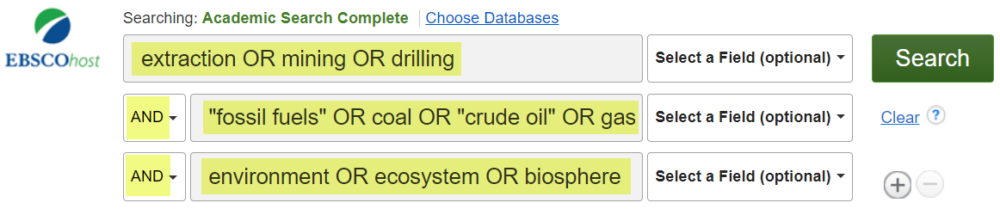 Searching: Academic Search Complete | Choose Databases
EBSCOhost
extraction OR mining OR drilling Select a Field (optional) Search
AND "fossil fuels" OR coal OR "crude oil" OR gas Select a Field (optional) Clear ?
AND environment OR ecosystem OR biosphere Select a Field (optional) + −